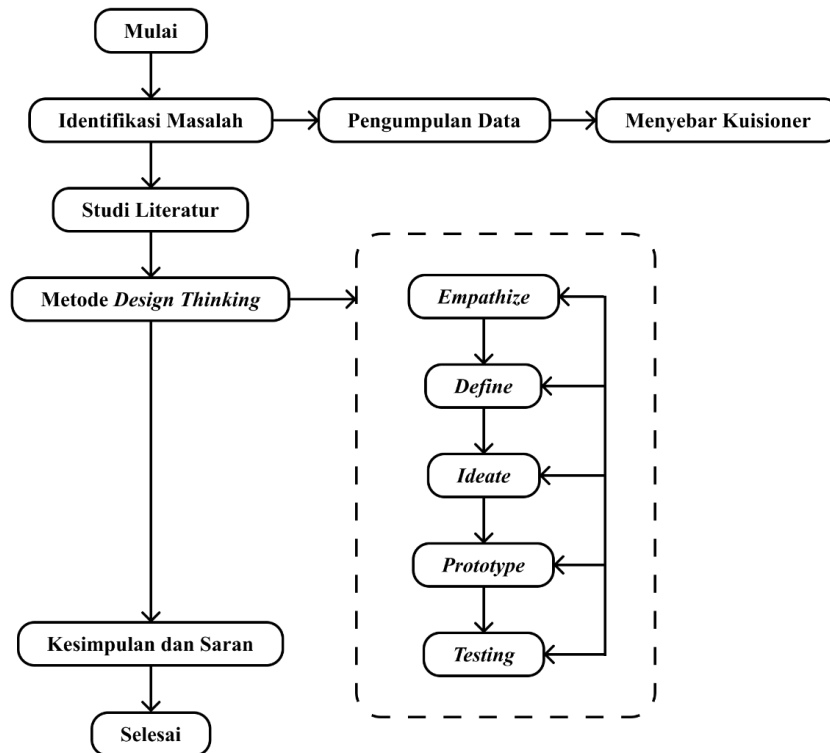 Mulai
Identifikasi Masalah
Pengumpulan Data
Menyebar Kuisioner
Studi Literatur
Metode Design Thinking
Empathize
Define
Ideate
Prototype
Testing
Kesimpulan dan Saran
Selesai